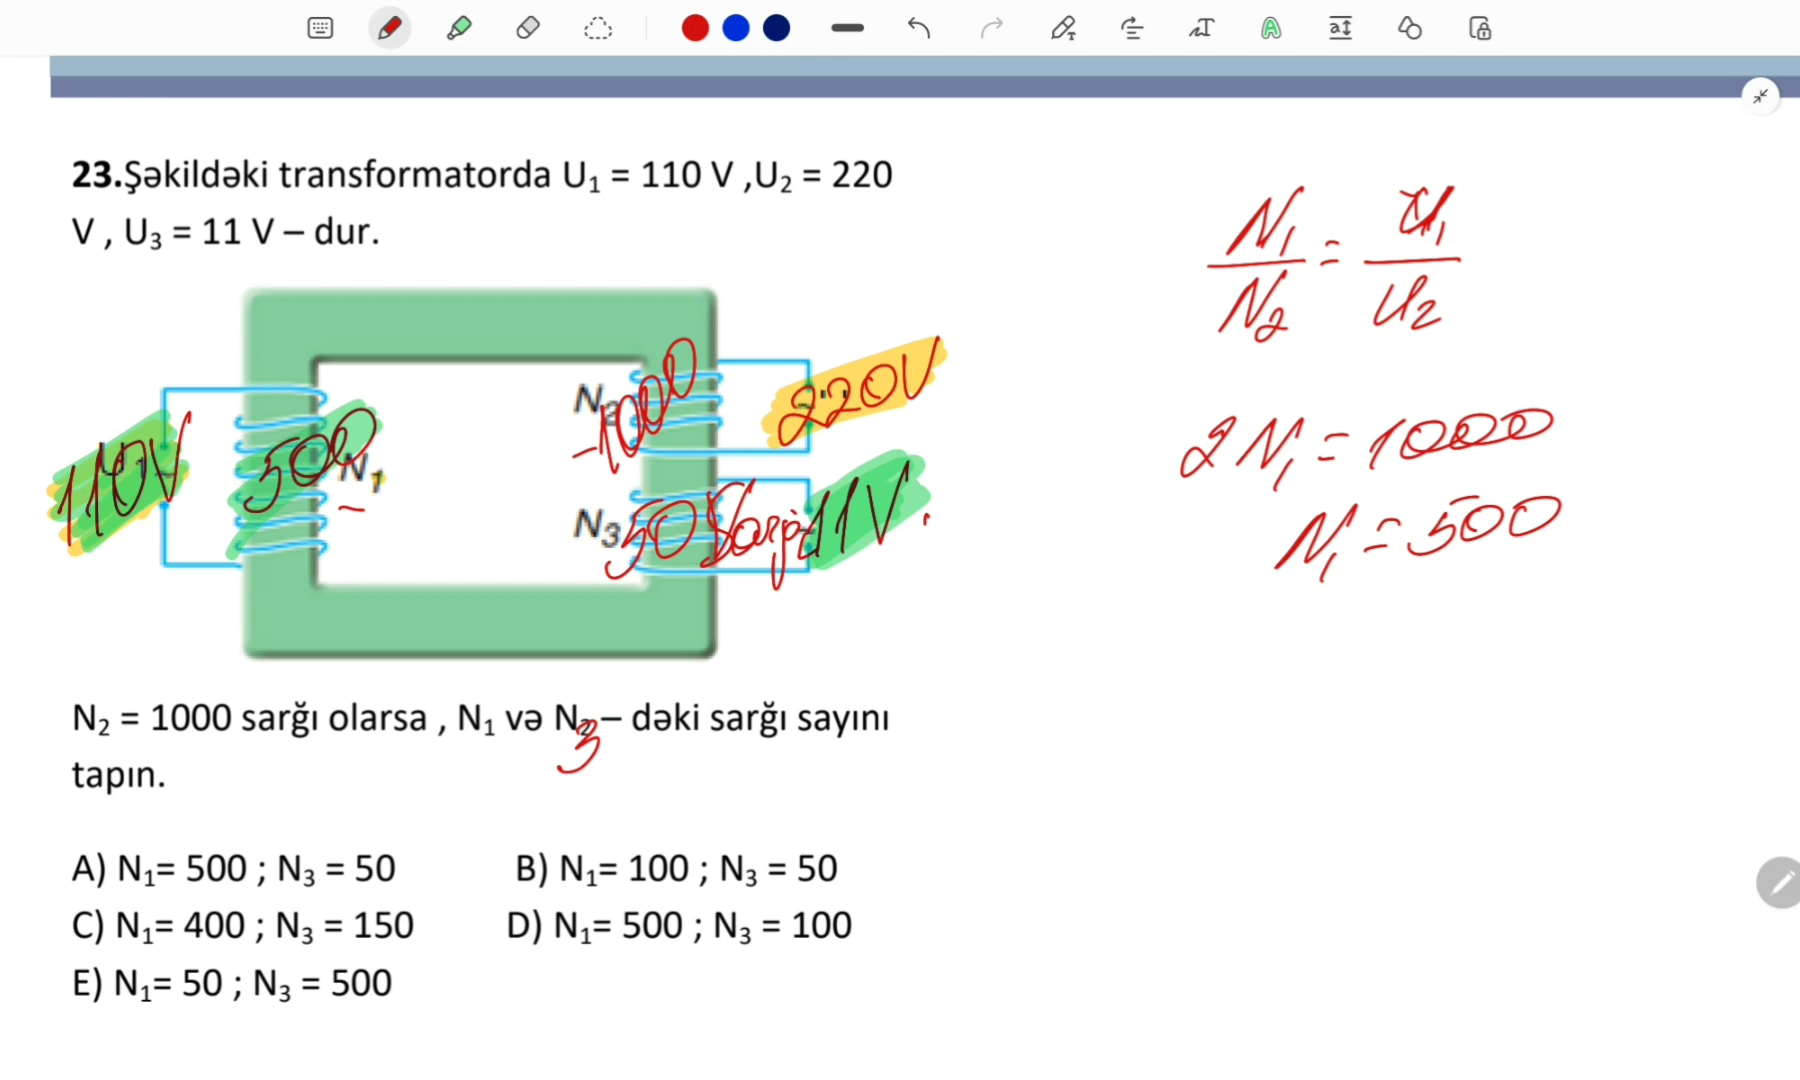 23.Şəkildəki transformatorda U₁ = 110 V ,U₂ = 220
V , U₃ = 11 V – dur.
N₁/N₂ = U₁/U₂
2N₁ = 1000
N₁ = 500
110V
500
N₁
N₂
1000
220V
N₃
50 Sarğı
11V.
N₂ = 1000 sarğı olarsa , N₁ və N₃ – dəki sarğı sayını
tapın.
A) N₁= 500 ; N₃ = 50 B) N₁= 100 ; N₃ = 50
C) N₁= 400 ; N₃ = 150 D) N₁= 500 ; N₃ = 100
E) N₁= 50 ; N₃ = 500